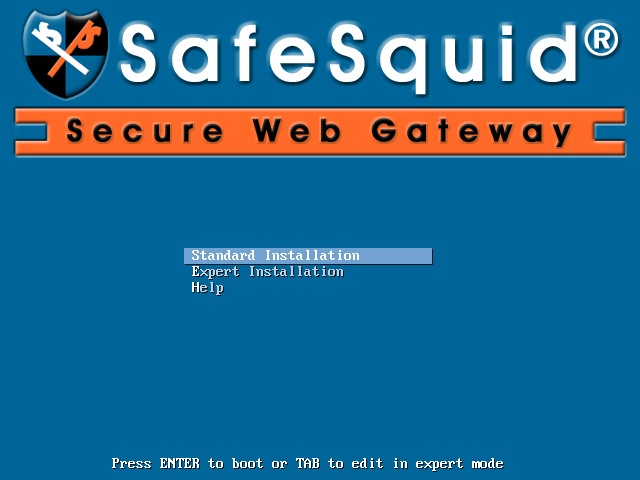 SafeSquid®
Secure Web Gateway
Standard Installation
Expert Installation
Help
Press ENTER to boot or TAB to edit in expert mode